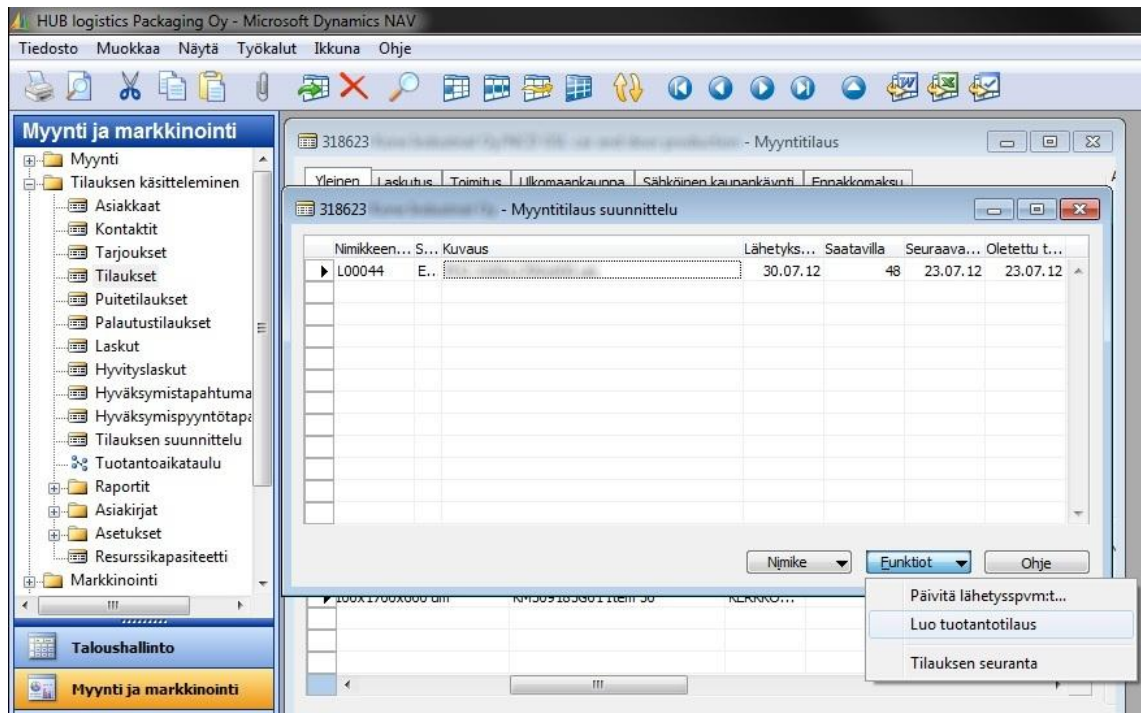 HUB logistics Packaging Oy - Microsoft Dynamics NAV
Tiedosto Muokkaa Näytä Työkalut Ikkuna Ohje
Myynti ja markkinointi
Myynti
Tilauksen käsitteleminen
Asiakkaat
Kontaktit
Tarjoukset
Tilaukset
Puitetilaukset
Palautustilaukset
Laskut
Hyvityslaskut
Hyväksymistapahtuma
Hyväksymispyyntötapa
Tilauksen suunnittelu
Tuotantoaikataulu
Raportit
Asiakirjat
Asetukset
Resurssikapasiteetti
Markkinointi
Taloushallinto
Myynti ja markkinointi
318623 - Myyntitilaus
Yleinen Laskutus Toimitus Ulkomaankauppa Sähköinen kaupankäynti Ennakkomaksu
318623 - Myyntitilaus suunnittelu
Nimikkeen... S... Kuvaus Lähetyks... Saatavilla Seuraava... Oletettu t...
L00044 E.. 30.07.12 48 23.07.12 23.07.12
Nimike Funktiot Ohje
Päivitä lähetysspvm:t...
Luo tuotantotilaus
Tilauksen seuranta